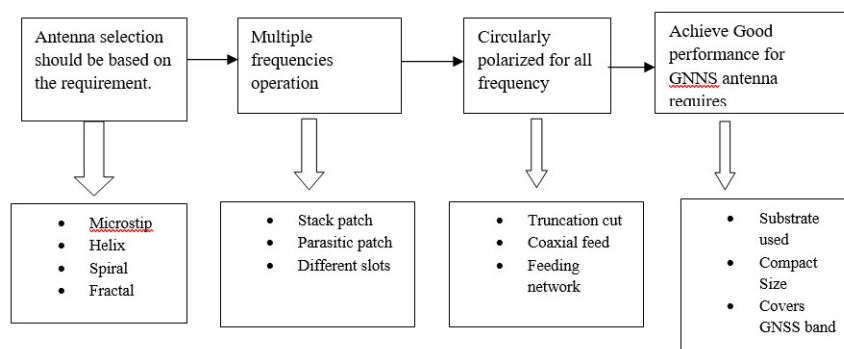 Antenna selection
should be based on
the requirement.
Multiple
frequencies
operation
Circularly
polarized for all
frequency
Achieve Good
performance for
GNNS antenna
requires
• Microstip
• Helix
• Spiral
• Fractal
• Stack patch
• Parasitic patch
• Different slots
• Truncation cut
• Coaxial feed
• Feeding
network
• Substrate
used
• Compact
Size
• Covers
GNSS band